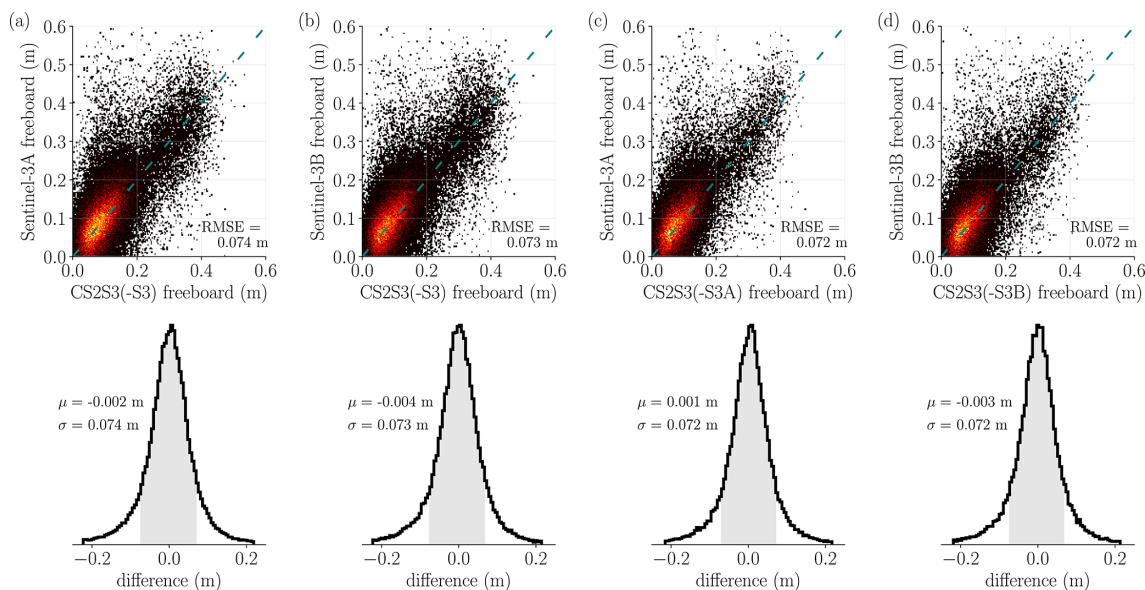 (a)
0.6
0.5
0.4
0.3
0.2
0.1
0.0
Sentinel-3A freeboard (m)
RMSE =
0.074 m
0.0 0.2 0.4 0.6
CS2S3(-S3) freeboard (m)
(b)
0.6
0.5
0.4
0.3
0.2
0.1
0.0
Sentinel-3B freeboard (m)
RMSE =
0.073 m
0.0 0.2 0.4 0.6
CS2S3(-S3) freeboard (m)
(c)
0.6
0.5
0.4
0.3
0.2
0.1
0.0
Sentinel-3A freeboard (m)
RMSE =
0.072 m
0.0 0.2 0.4 0.6
CS2S3(-S3A) freeboard (m)
(d)
0.6
0.5
0.4
0.3
0.2
0.1
0.0
Sentinel-3B freeboard (m)
RMSE =
0.072 m
0.0 0.2 0.4 0.6
CS2S3(-S3B) freeboard (m)
μ = -0.002 m
σ = 0.074 m
−0.2 0.0 0.2
difference (m)
μ = -0.004 m
σ = 0.073 m
−0.2 0.0 0.2
difference (m)
μ = 0.001 m
σ = 0.072 m
−0.2 0.0 0.2
difference (m)
μ = -0.003 m
σ = 0.072 m
−0.2 0.0 0.2
difference (m)